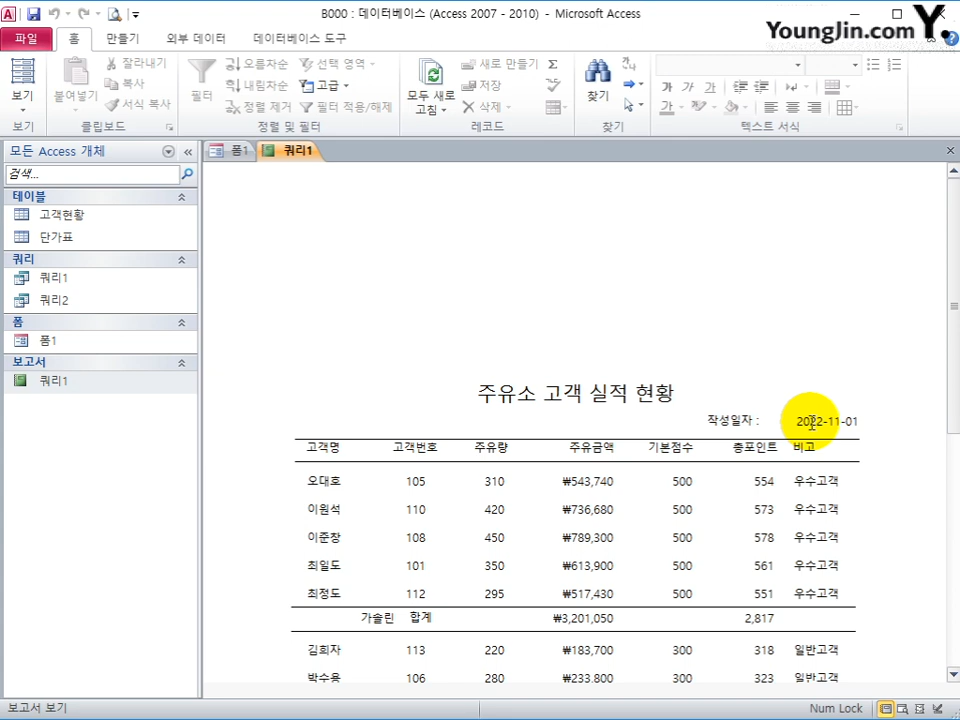 B000 : 데이터베이스 (Access 2007 - 2010) - Microsoft Access
Younglin.com Y.
파일 홈 만들기 외부 데이터 데이터베이스 도구
보기
보기
붙여넣기
잘라내기
복사
서식 복사
클립보드
필터
오름차순
내림차순
정렬 제거
선택 영역
고급
필터 적용/해제
정렬 및 필터
모두 새로 고침
새로 만들기
저장
삭제
레코드
찾기
찾기
가 가 가
가
텍스트 서식
모든 Access 개체
검색...
테이블
고객현황
단가표
쿼리
쿼리1
쿼리2
폼
폼1
보고서
쿼리1
폼1 쿼리1
주유소 고객 실적 현황
작성일자 : 2022-11-01
고객명 고객번호 주유량 주유금액 기본점수 총포인트 비고
오대호 105 310 ₩543,740 500 554 우수고객
이원석 110 420 ₩736,680 500 573 우수고객
이준창 108 450 ₩789,300 500 578 우수고객
최일도 101 350 ₩613,900 500 561 우수고객
최정도 112 295 ₩517,430 500 551 우수고객
가솔린 합계 ₩3,201,050 2,817
김희자 113 220 ₩183,700 300 318 일반고객
박수용 106 280 ₩233,800 300 323 일반고객
보고서 보기
Num Lock